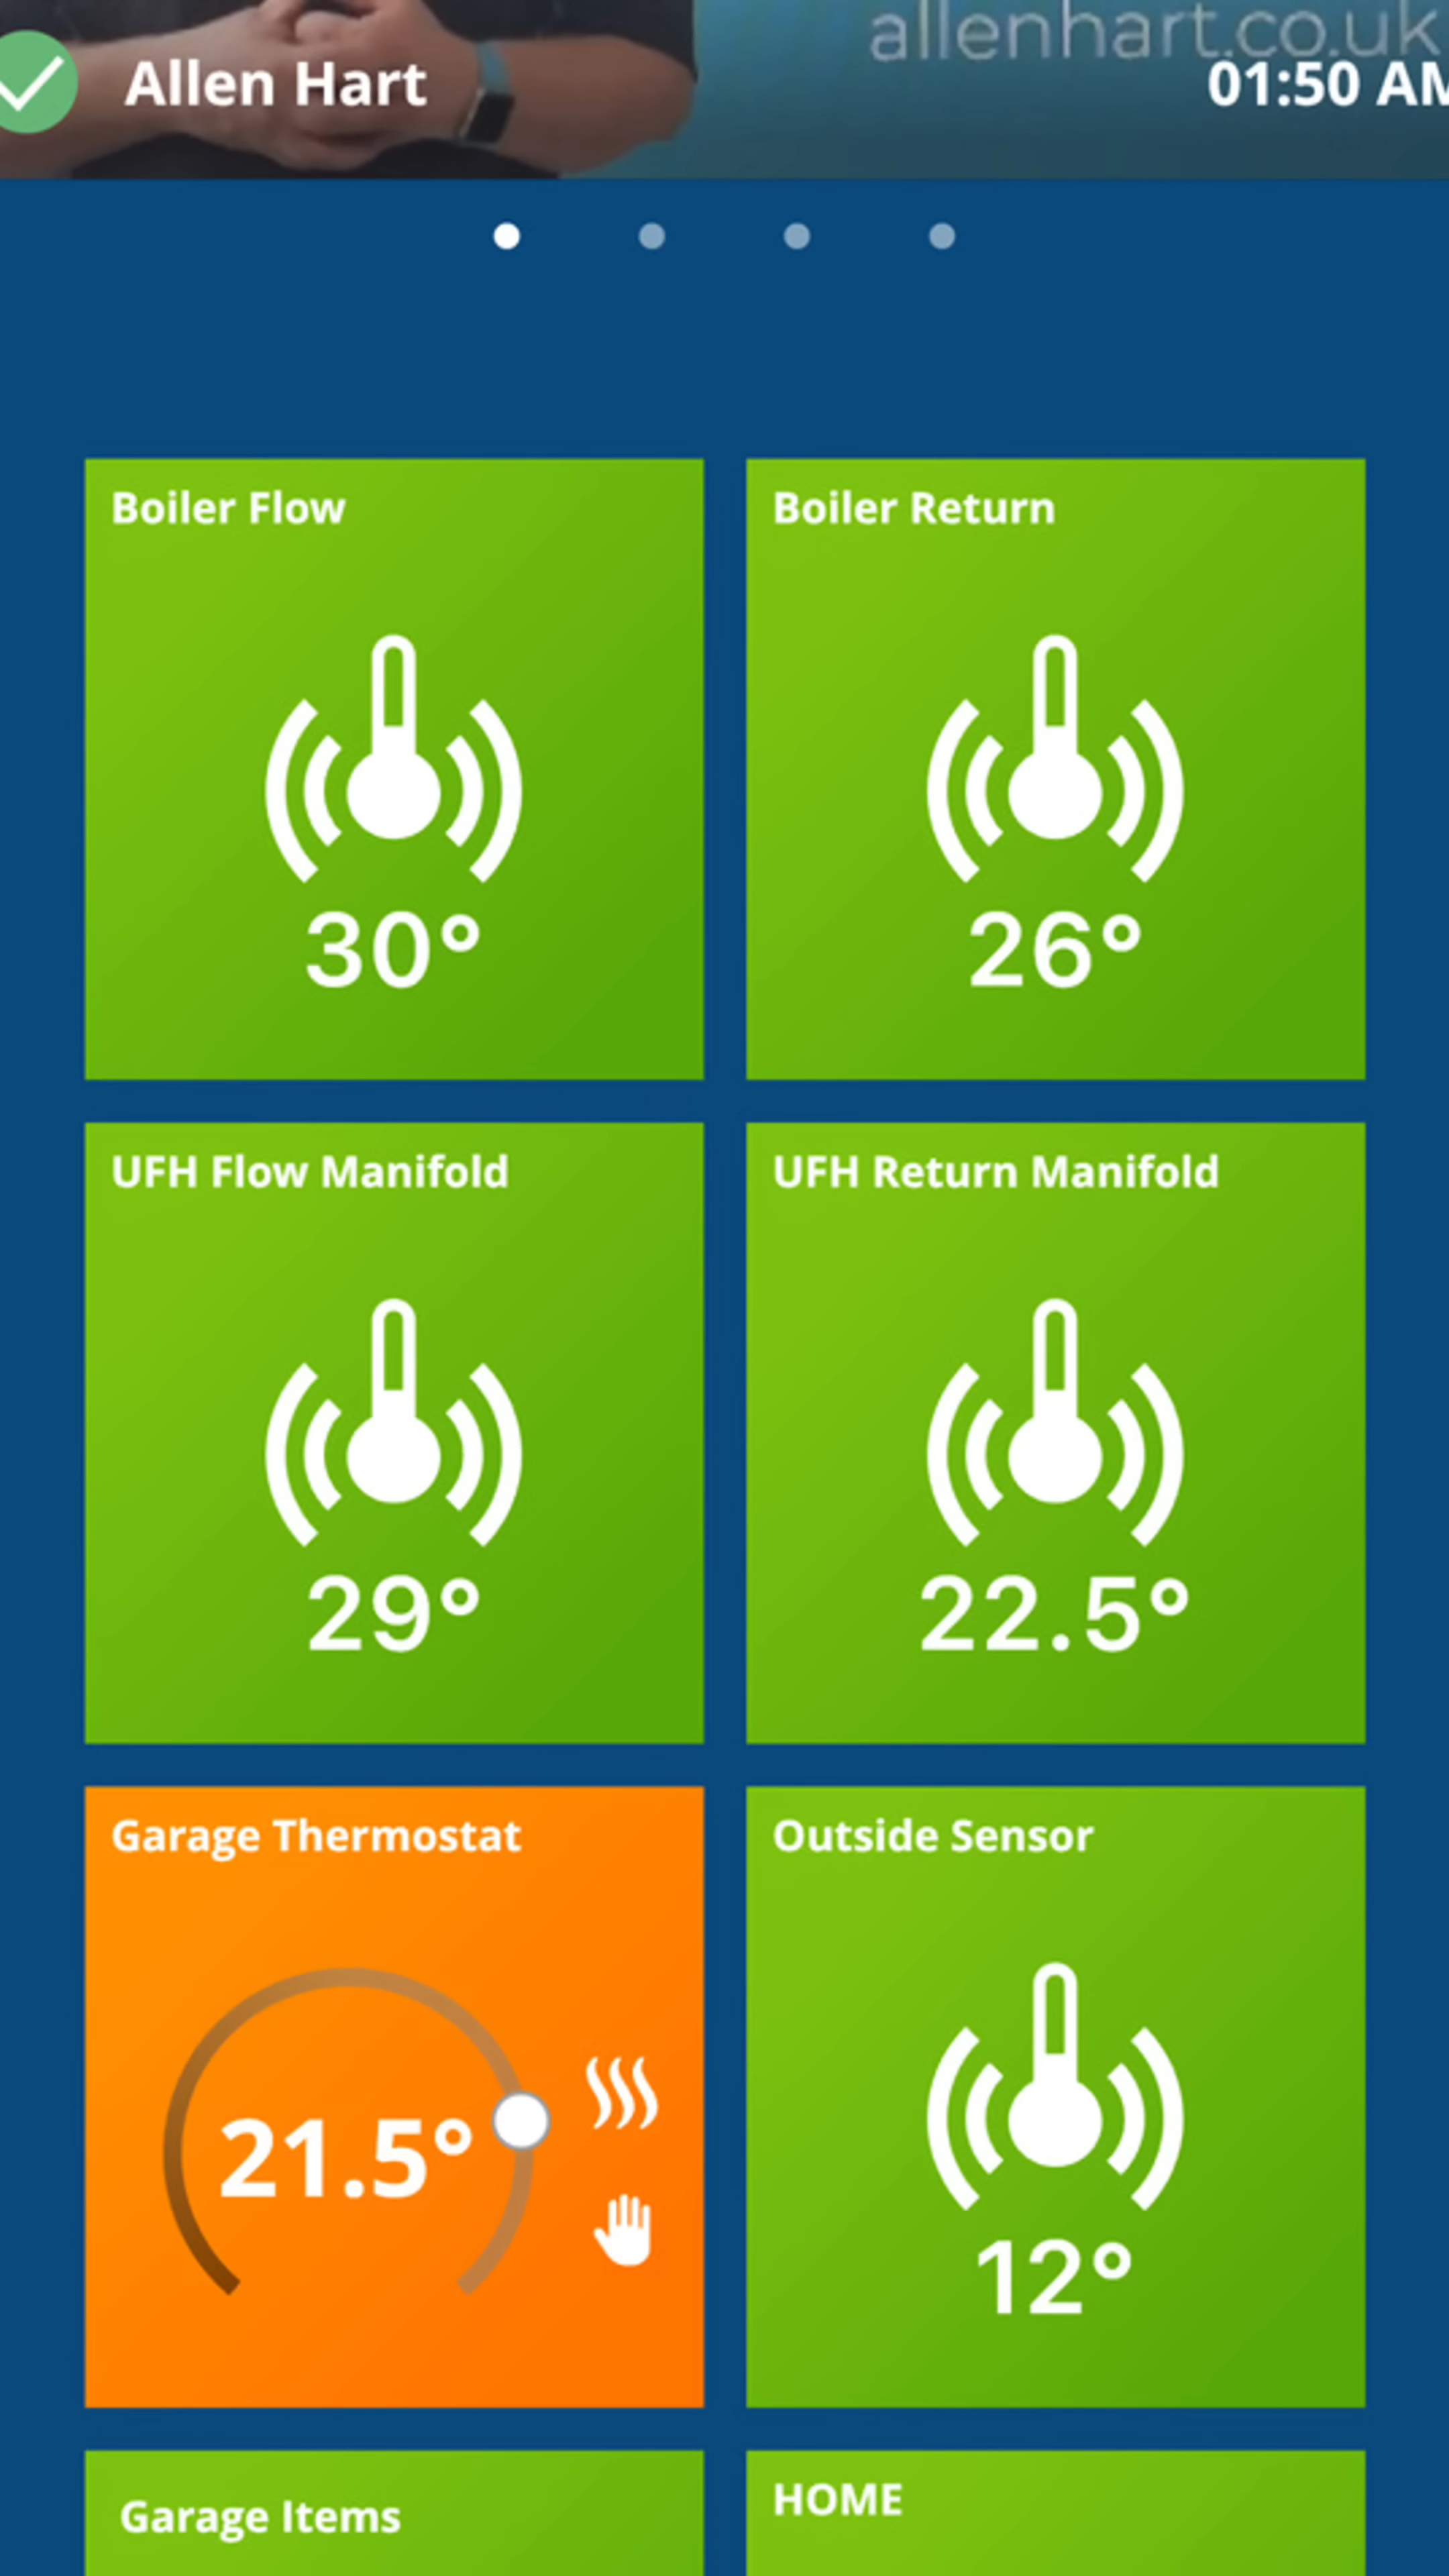 allenhart.co.uk
Allen Hart
01:50 AM
Boiler Flow
Boiler Return
30°
26°
UFH Flow Manifold
UFH Return Manifold
29°
22.5°
Garage Thermostat
Outside Sensor
21.5°
12°
Garage Items
HOME